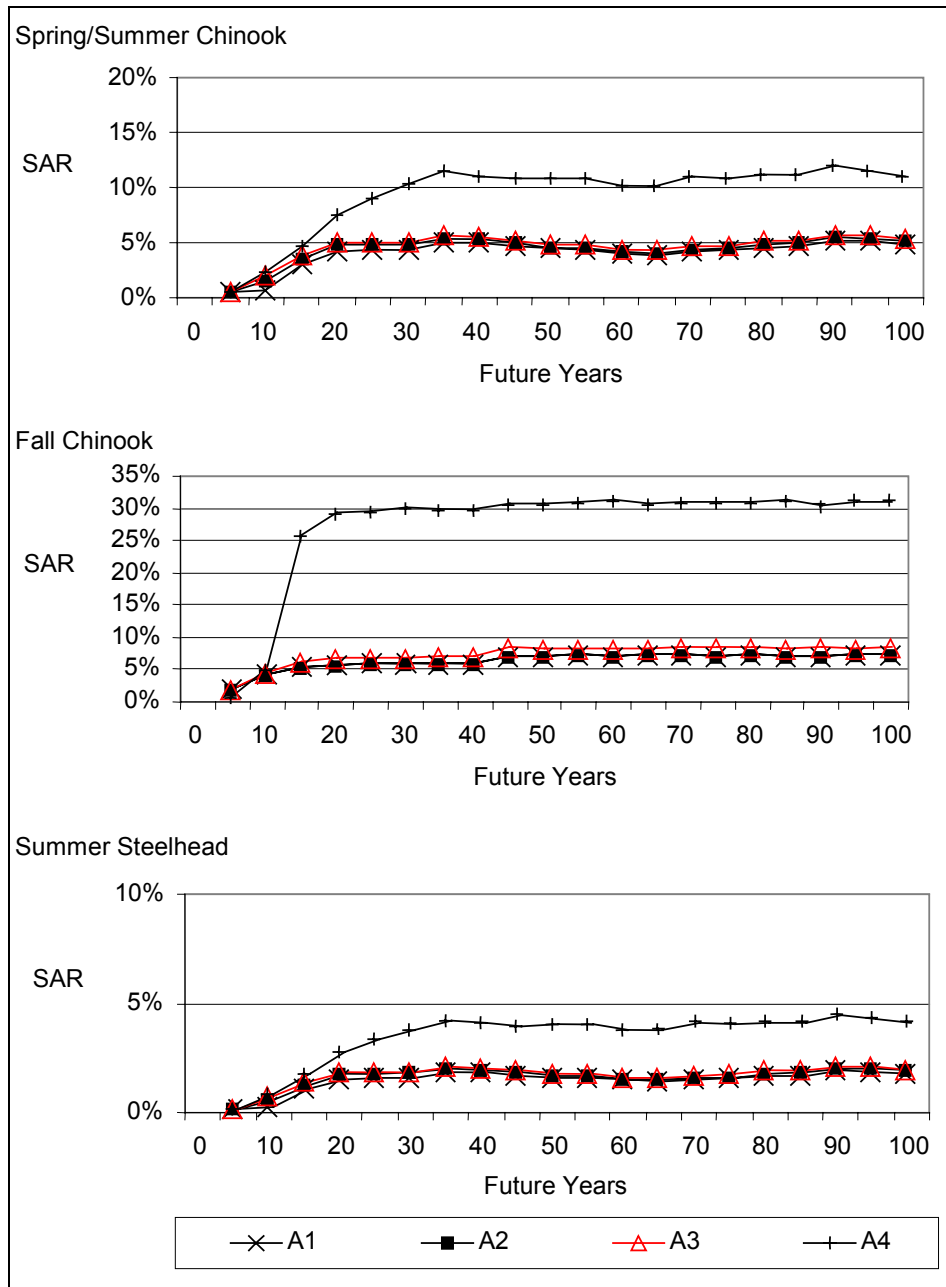 Spring/Summer Chinook
20%
15%
SAR
10%
5%
0%
0 10 20 30 40 50 60 70 80 90 100
Future Years
Fall Chinook
35%
30%
25%
SAR
20%
15%
10%
5%
0%
0 10 20 30 40 50 60 70 80 90 100
Future Years
Summer Steelhead
10%
SAR
5%
0%
0 10 20 30 40 50 60 70 80 90 100
Future Years
A1 A2 A3 A4